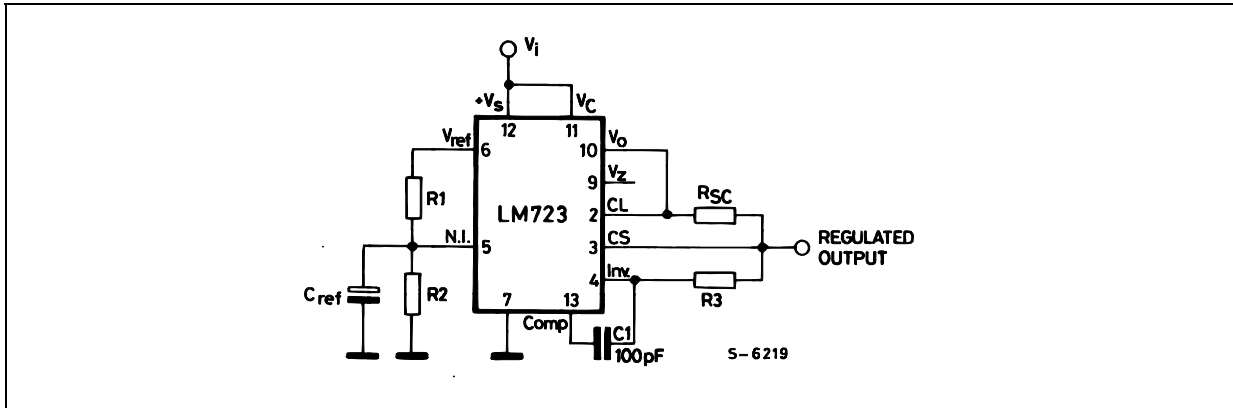 Vi
+Vs
VC
12
11
Vref
Vo
6
10
Vz
9
R1
RSC
CL
LM723
2
N.I.
CS
REGULATED
5
3
OUTPUT
Inv.
4
Cref
R2
R3
7
13
Comp
C1
100pF
S-6219